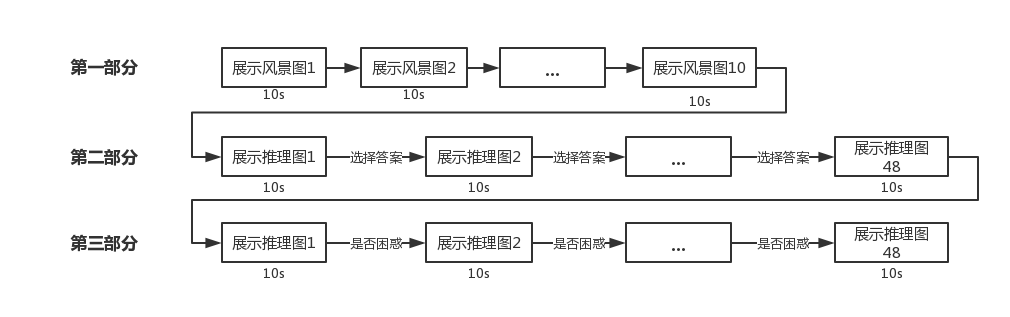 第一部分
展示风景图1
展示风景图2
...
展示风景图10
10s
10s
10s
第二部分
展示推理图1
选择答案
展示推理图2
选择答案
...
选择答案
展示推理图
48
10s
10s
10s
第三部分
展示推理图1
是否困惑
展示推理图2
是否困惑
...
是否困惑
展示推理图
48
10s
10s
10s